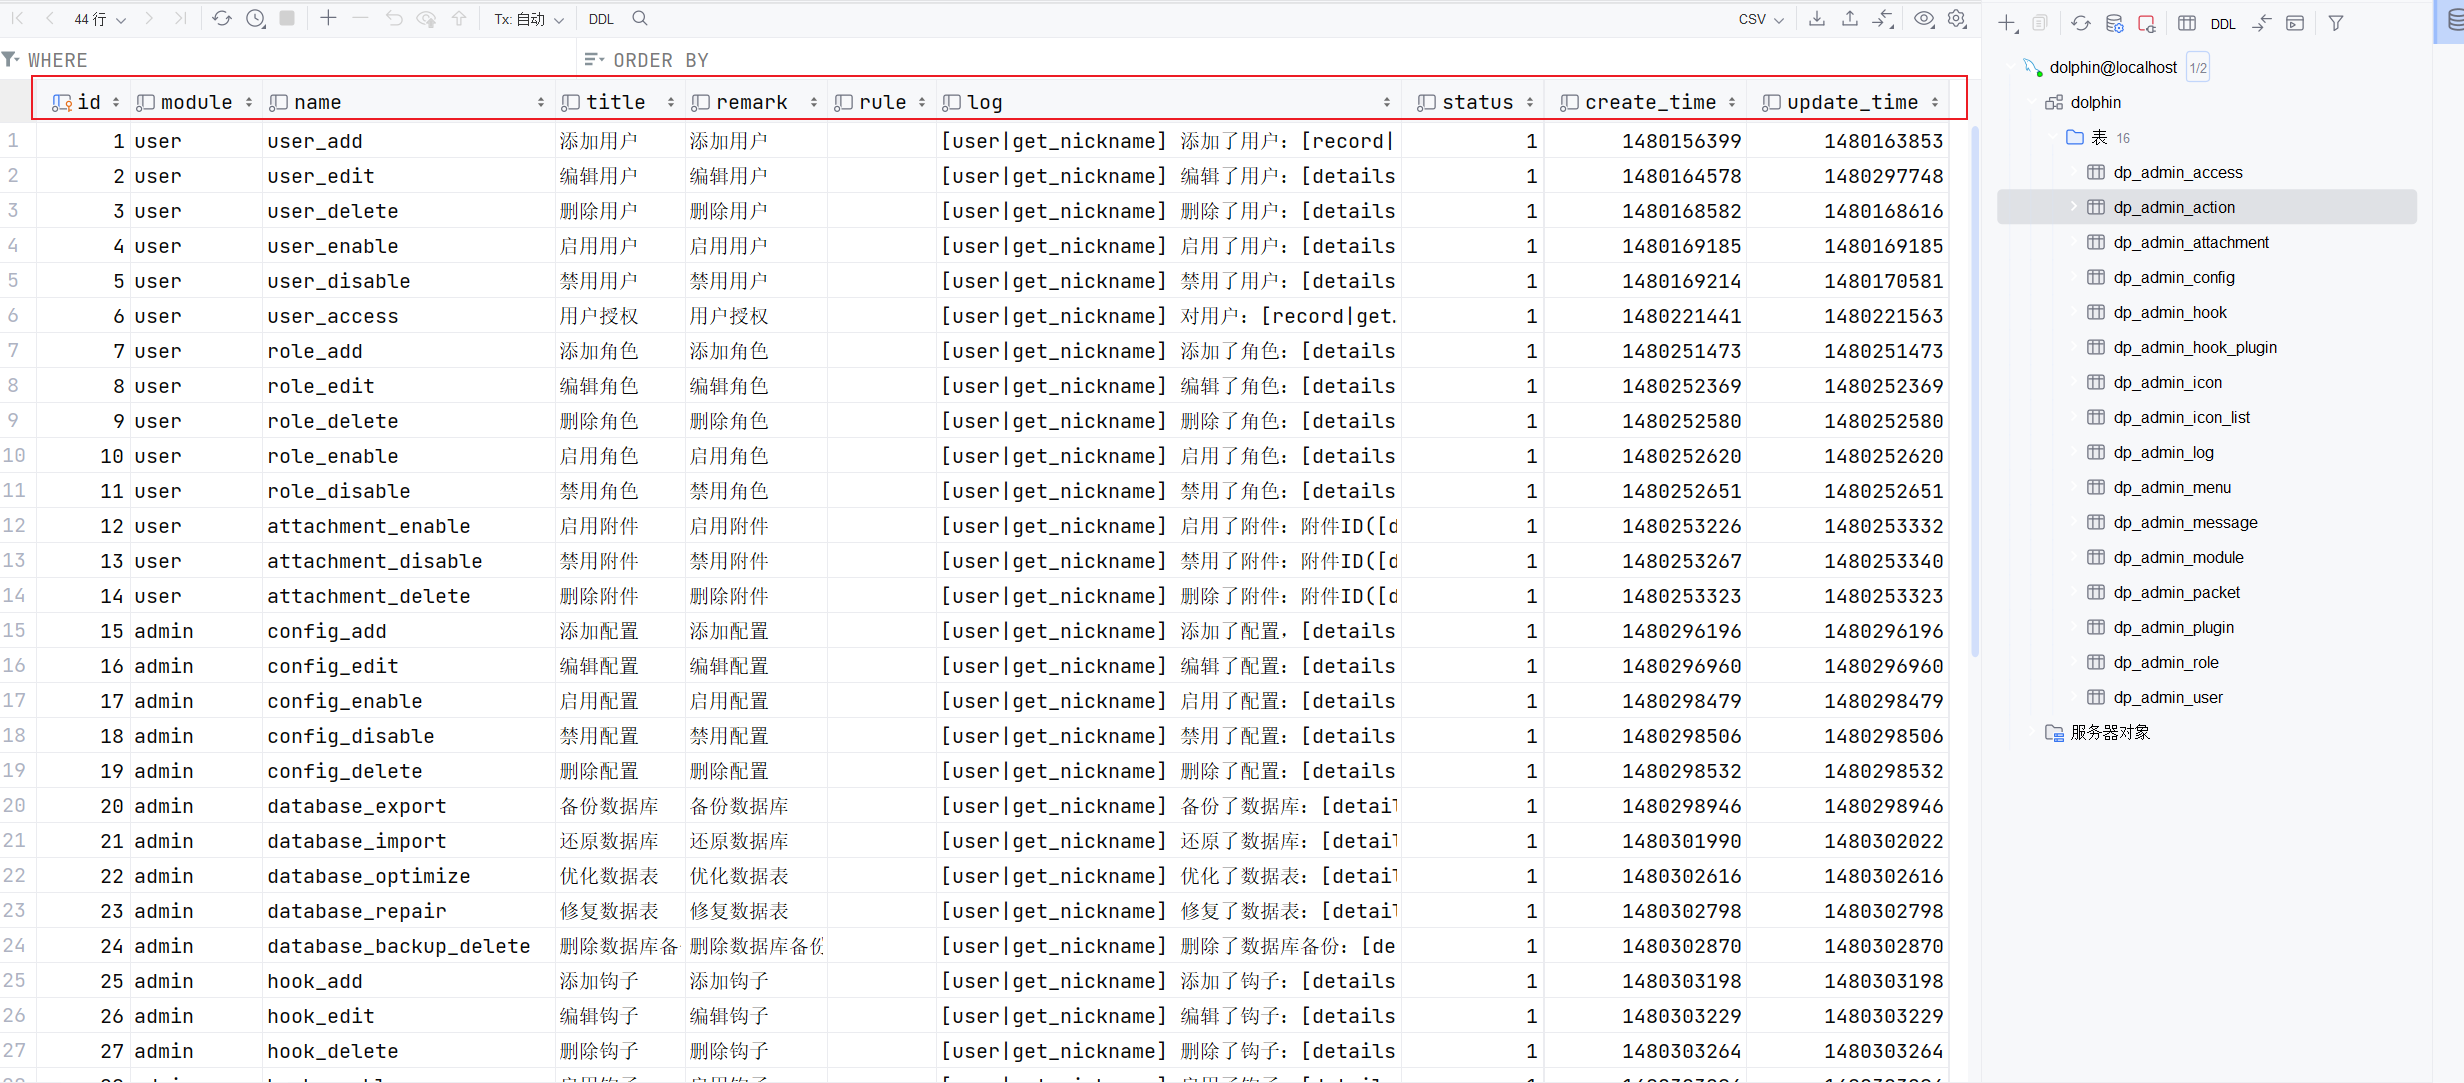 44 行 Tx: 自动 DDL CSV
WHERE ORDER BY
id module name title remark rule log status create_time update_time
1 1 user user_add 添加用户 添加用户 [user|get_nickname] 添加了用户：[record| 1 1480156399 1480163853
2 2 user user_edit 编辑用户 编辑用户 [user|get_nickname] 编辑了用户：[details 1 1480164578 1480297748
3 3 user user_delete 删除用户 删除用户 [user|get_nickname] 删除了用户：[details 1 1480168582 1480168616
4 4 user user_enable 启用用户 启用用户 [user|get_nickname] 启用了用户：[details 1 1480169185 1480169185
5 5 user user_disable 禁用用户 禁用用户 [user|get_nickname] 禁用了用户：[details 1 1480169214 1480170581
6 6 user user_access 用户授权 用户授权 [user|get_nickname] 对用户：[record|get. 1 1480221441 1480221563
7 7 user role_add 添加角色 添加角色 [user|get_nickname] 添加了角色：[details 1 1480251473 1480251473
8 8 user role_edit 编辑角色 编辑角色 [user|get_nickname] 编辑了角色：[details 1 1480252369 1480252369
9 9 user role_delete 删除角色 删除角色 [user|get_nickname] 删除了角色：[details 1 1480252580 1480252580
10 10 user role_enable 启用角色 启用角色 [user|get_nickname] 启用了角色：[details 1 1480252620 1480252620
11 11 user role_disable 禁用角色 禁用角色 [user|get_nickname] 禁用了角色：[details 1 1480252651 1480252651
12 12 user attachment_enable 启用附件 启用附件 [user|get_nickname] 启用了附件：附件ID([d 1 1480253226 1480253332
13 13 user attachment_disable 禁用附件 禁用附件 [user|get_nickname] 禁用了附件：附件ID([d 1 1480253267 1480253340
14 14 user attachment_delete 删除附件 删除附件 [user|get_nickname] 删除了附件：附件ID([d 1 1480253323 1480253323
15 15 admin config_add 添加配置 添加配置 [user|get_nickname] 添加了配置，[details 1 1480296196 1480296196
16 16 admin config_edit 编辑配置 编辑配置 [user|get_nickname] 编辑了配置：[details 1 1480296960 1480296960
17 17 admin config_enable 启用配置 启用配置 [user|get_nickname] 启用了配置：[details 1 1480298479 1480298479
18 18 admin config_disable 禁用配置 禁用配置 [user|get_nickname] 禁用了配置：[details 1 1480298506 1480298506
19 19 admin config_delete 删除配置 删除配置 [user|get_nickname] 删除了配置：[details 1 1480298532 1480298532
20 20 admin database_export 备份数据库 备份数据库 [user|get_nickname] 备份了数据库：[detail 1 1480298946 1480298946
21 21 admin database_import 还原数据库 还原数据库 [user|get_nickname] 还原了数据库：[detail 1 1480301990 1480302022
22 22 admin database_optimize 优化数据表 优化数据表 [user|get_nickname] 优化了数据表：[detail 1 1480302616 1480302616
23 23 admin database_repair 修复数据表 修复数据表 [user|get_nickname] 修复了数据表：[detail 1 1480302798 1480302798
24 24 admin database_backup_delete 删除数据库备 删除数据库备份 [user|get_nickname] 删除了数据库备份：[de 1 1480302870 1480302870
25 25 admin hook_add 添加钩子 添加钩子 [user|get_nickname] 添加了钩子：[details 1 1480303198 1480303198
26 26 admin hook_edit 编辑钩子 编辑钩子 [user|get_nickname] 编辑了钩子：[details 1 1480303229 1480303229
27 27 admin hook_delete 删除钩子 删除钩子 [user|get_nickname] 删除了钩子：[details 1 1480303264 1480303264
DDL
dolphin@localhost 1/2
dolphin
表 16
dp_admin_access
dp_admin_action
dp_admin_attachment
dp_admin_config
dp_admin_hook
dp_admin_hook_plugin
dp_admin_icon
dp_admin_icon_list
dp_admin_log
dp_admin_menu
dp_admin_message
dp_admin_module
dp_admin_packet
dp_admin_plugin
dp_admin_role
dp_admin_user
服务器对象